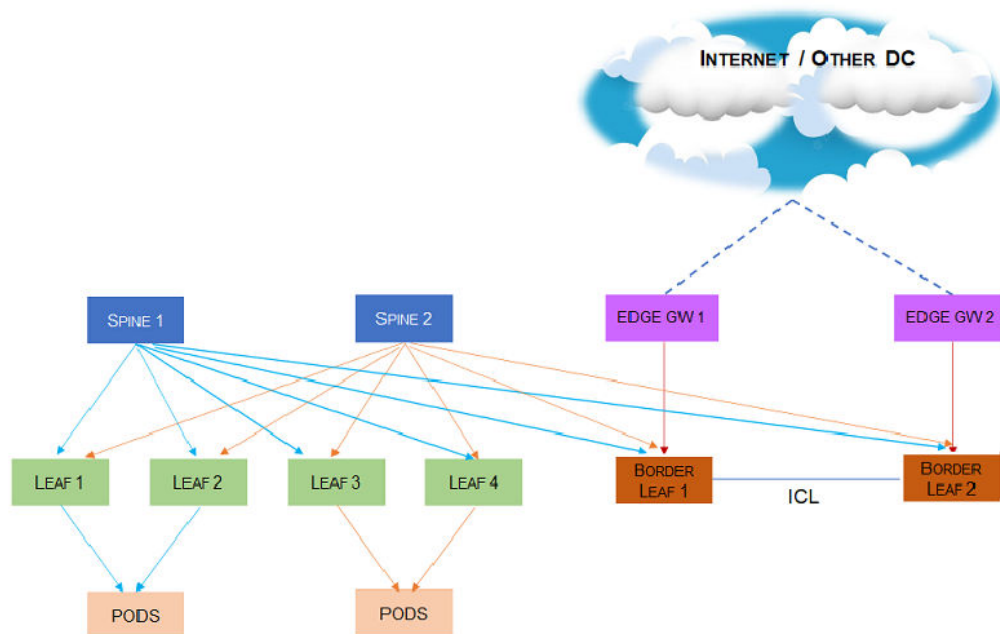 INTERNET / OTHER DC
SPINE 1
SPINE 2
EDGE GW 1
EDGE GW 2
LEAF 1
LEAF 2
LEAF 3
LEAF 4
BORDER
LEAF 1
ICL
BORDER
LEAF 2
PODS
PODS